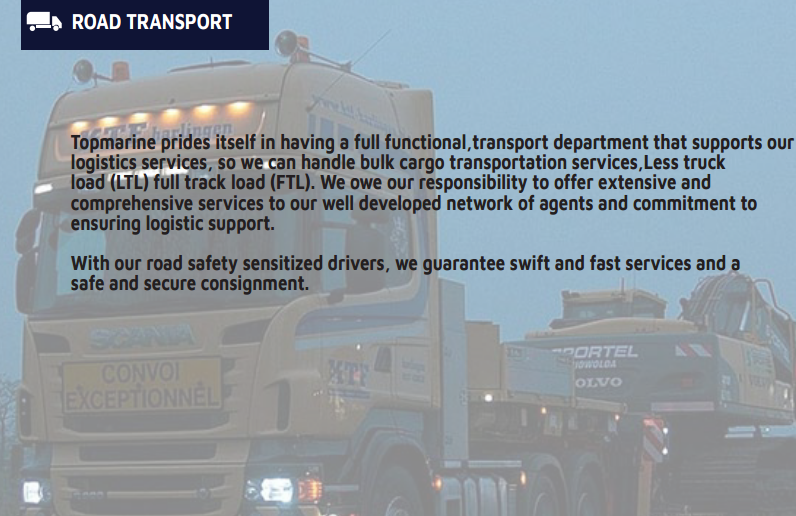 ROAD TRANSPORT
Topmarine prides itself in having a full functional,transport department that supports our
logistics services, so we can handle bulk cargo transportation services,Less truck
load (LTL) full track load (FTL). We owe our responsibility to offer extensive and
comprehensive services to our well developed network of agents and commitment to
ensuring logistic support.
With our road safety sensitized drivers, we guarantee swift and fast services and a
safe and secure consignment.
SCANIA
CONVOI
EXCEPTIONNEL
VOLVO